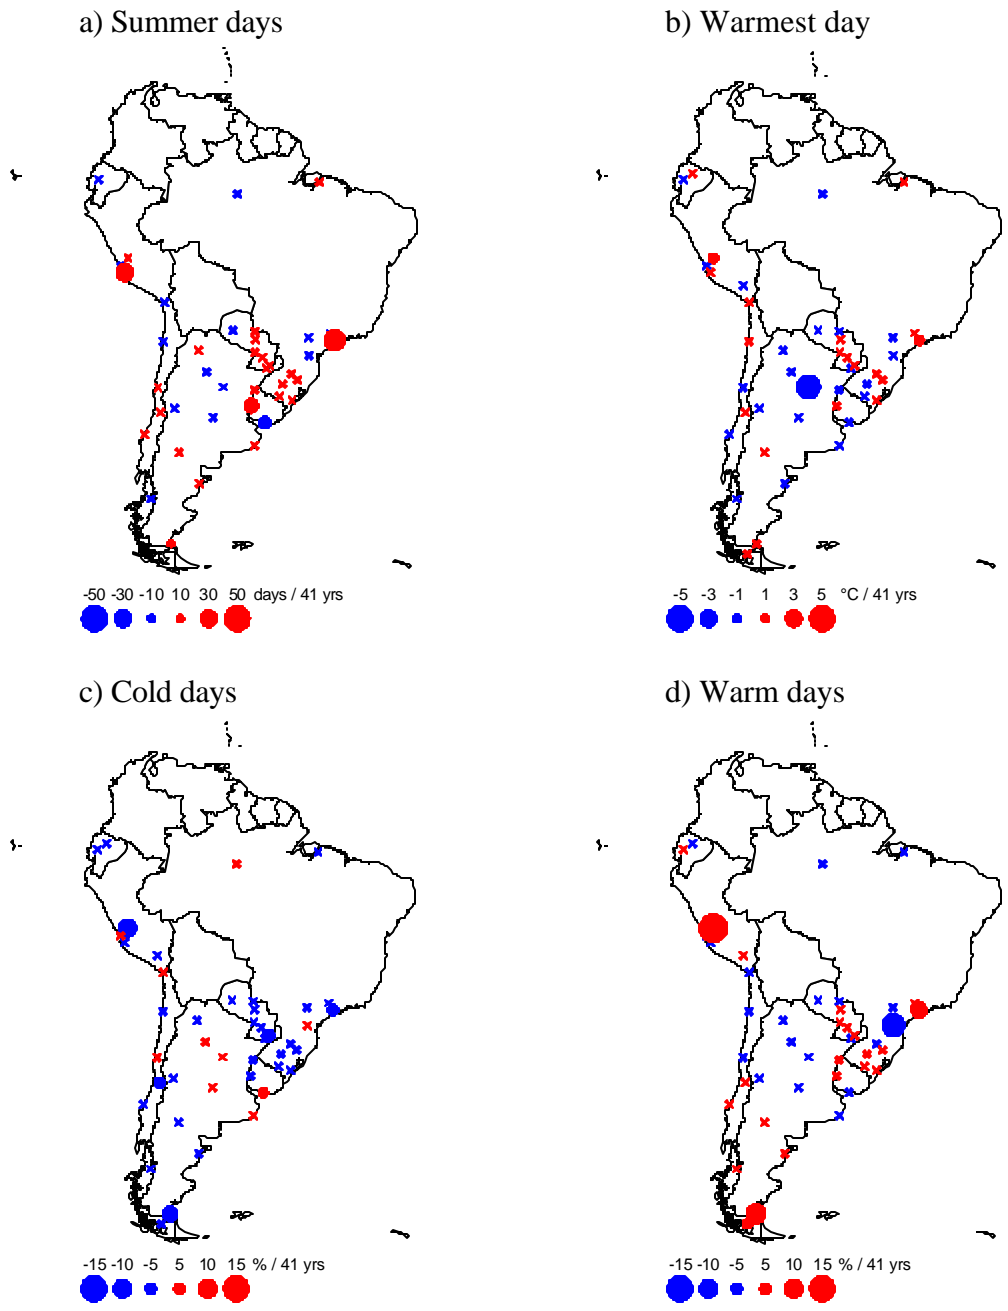 a) Summer days
b) Warmest day
-50 -30 -10 10 30 50 days / 41 yrs
-5 -3 -1 1 3 5 °C / 41 yrs
c) Cold days
d) Warm days
-15 -10 -5 5 10 15 % / 41 yrs
-15 -10 -5 5 10 15 % / 41 yrs